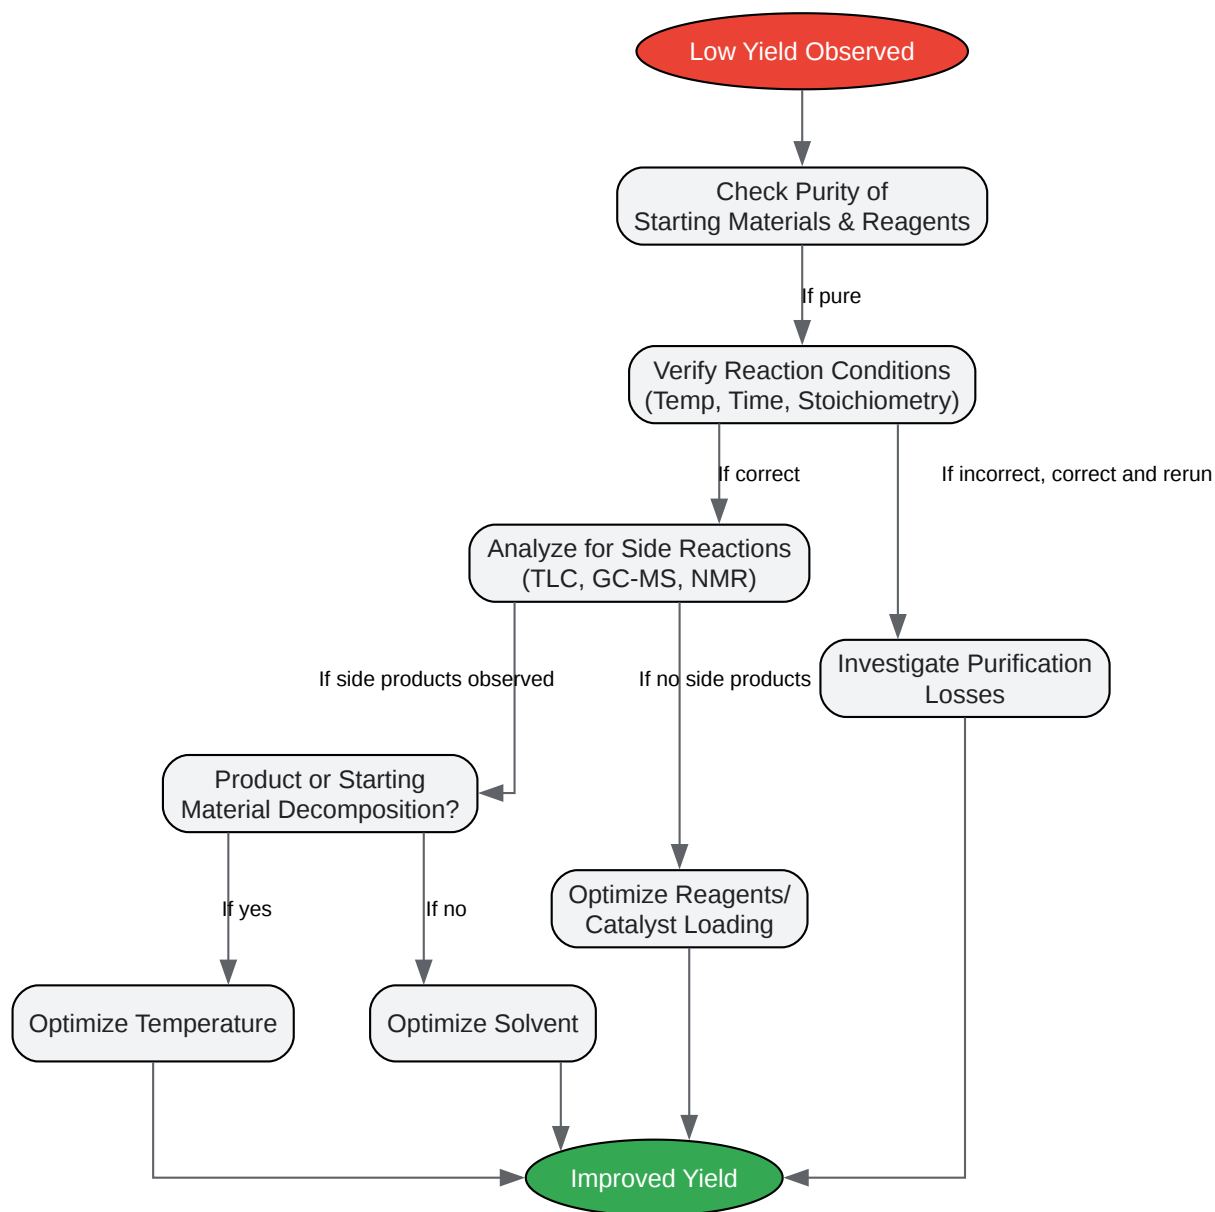 Low Yield Observed
Check Purity of
Starting Materials & Reagents
If pure
Verify Reaction Conditions
(Temp, Time, Stoichiometry)
If correct
If incorrect, correct and rerun
Analyze for Side Reactions
(TLC, GC-MS, NMR)
If side products observed
If no side products
Investigate Purification
Losses
Product or Starting
Material Decomposition?
If yes
If no
Optimize Reagents/
Catalyst Loading
Optimize Temperature
Optimize Solvent
Improved Yield